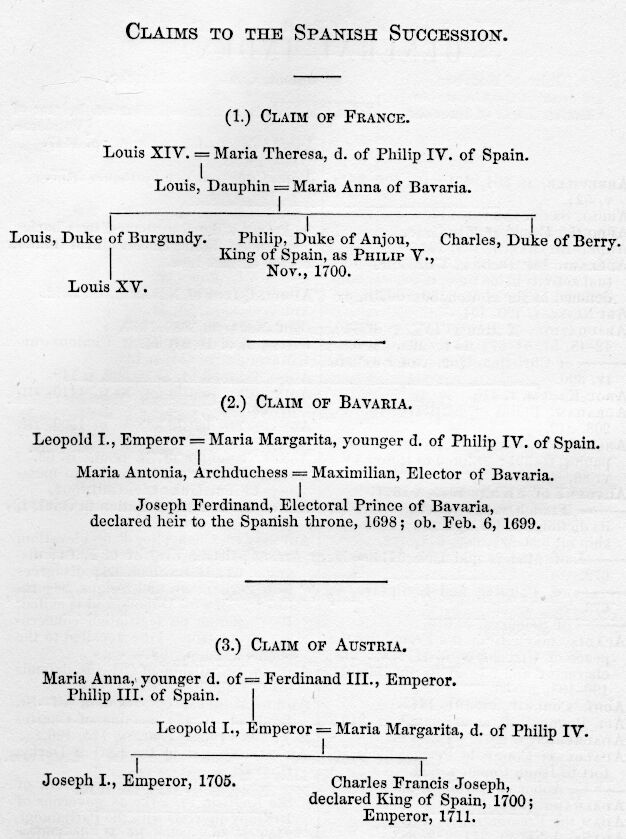 CLAIMS TO THE SPANISH SUCCESSION.
(1.) CLAIM OF FRANCE.
Louis XIV. = Maria Theresa, d. of Philip IV. of Spain.
Louis, Dauphin = Maria Anna of Bavaria.
Louis, Duke of Burgundy.
Louis XV.
Philip, Duke of Anjou,
King of Spain, as PHILIP V.,
Nov., 1700.
Charles, Duke of Berry.
(2.) CLAIM OF BAVARIA.
Leopold I., Emperor = Maria Margarita, younger d. of Philip IV. of Spain.
Maria Antonia, Archduchess = Maximilian, Elector of Bavaria.
Joseph Ferdinand, Electoral Prince of Bavaria,
declared heir to the Spanish throne, 1698; ob. Feb. 6, 1699.
(3.) CLAIM OF AUSTRIA.
Maria Anna, younger d. of = Ferdinand III., Emperor.
Philip III. of Spain.
Leopold I., Emperor = Maria Margarita, d. of Philip IV.
Joseph I., Emperor, 1705.
Charles Francis Joseph,
declared King of Spain, 1700;
Emperor, 1711.